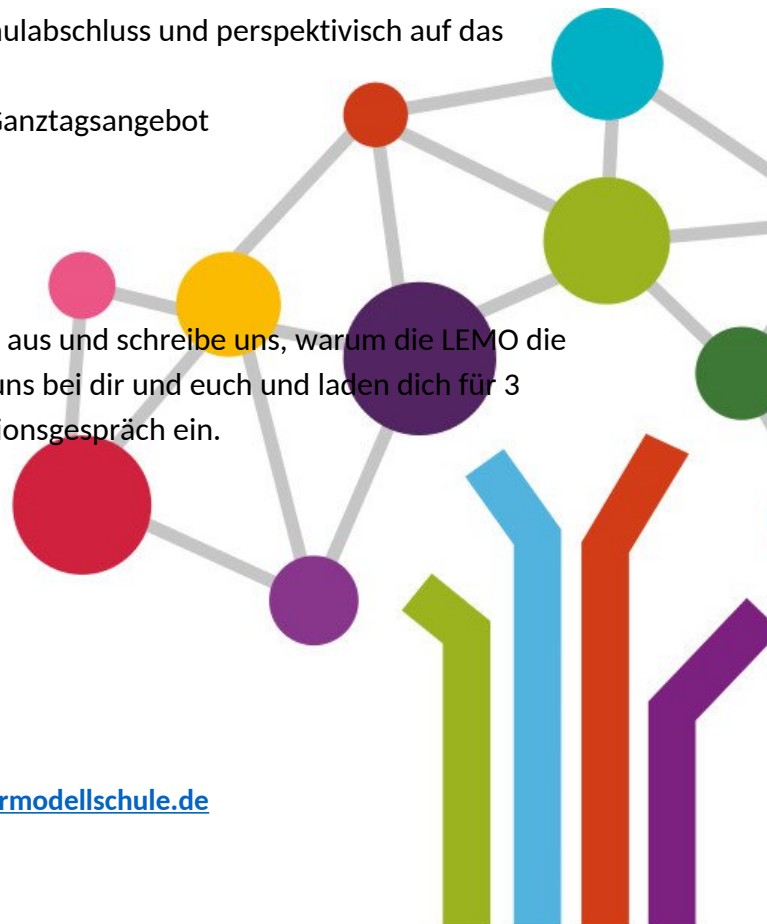 ulabschluss und perspektivisch auf das
Ganztagsangebot
aus und schreibe uns, warum die LEMO die
uns bei dir und euch und laden dich für 3
ionsgespräch ein.
rmodellschule.de